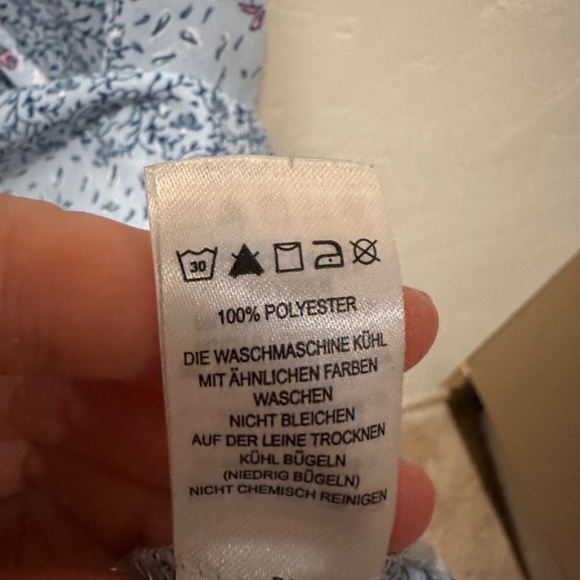 30
100% POLYESTER
DIE WASCHMASCHINE KÜHL
MIT ÄHNLICHEN FARBEN
WASCHEN
NICHT BLEICHEN
AUF DER LEINE TROCKNEN
KÜHL BÜGELN
(NIEDRIG BÜGELN)
NICHT CHEMISCH REINIGEN